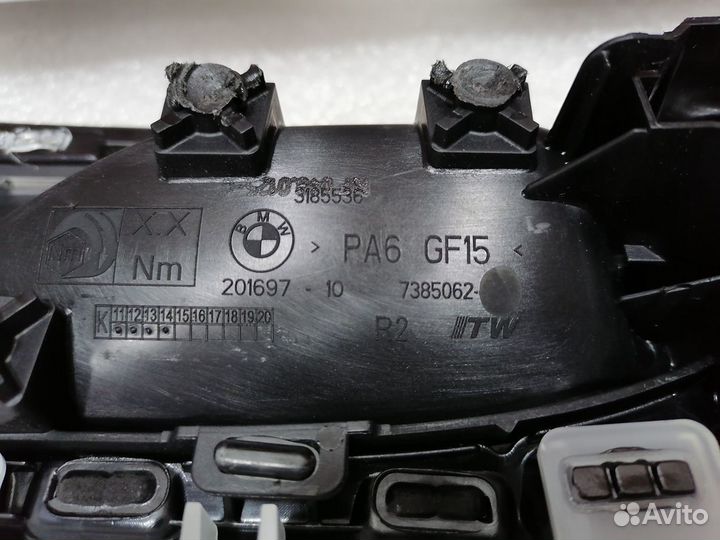 3185536
X.X
Nm
BMW
> PA6 GF15 <
201697 - 10
7385062-
K 11 12 13 14 15 16 17 18 19 20
R2 ITW
Avito